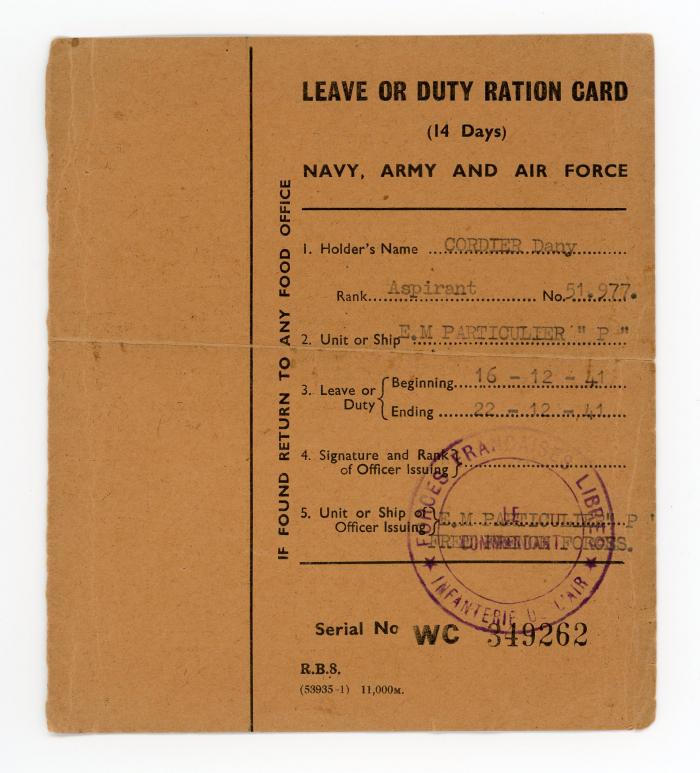 LEAVE OR DUTY RATION CARD
(14 Days)
NAVY, ARMY AND AIR FORCE
IF FOUND RETURN TO ANY FOOD OFFICE
1. Holder's Name CORDIER Dany
Rank Aspirant No. 51.977.
2. Unit or Ship E.M PARTICULIER " P "
3. Leave or Duty { Beginning 16 - 12 - 41
Ending 22 - 12 - 41
4. Signature and Rank of Officer Issuing }
5. Unit or Ship of Officer Issuing } E.M PARTICULIER " P "
FREE FRENCH FORCES.
FORCES FRANÇAISES LIBRES
LE COMMANDANT
INFANTERIE DE L'AIR
Serial No WC 349262
R.B.8.
(53935-1) 11,000M.